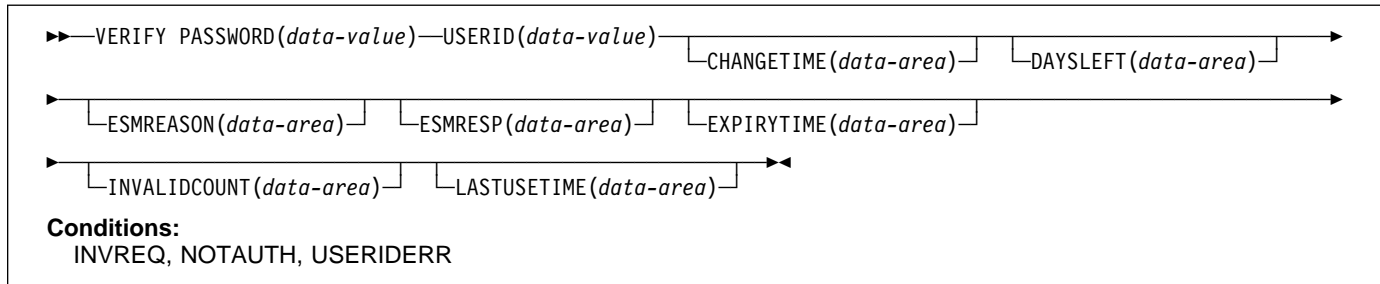 VERIFY PASSWORD(data-value) USERID(data-value)
CHANGETIME(data-area) DAYSLEFT(data-area)
ESMREASON(data-area) ESMRESP(data-area) EXPIRYTIME(data-area)
INVALIDCOUNT(data-area) LASTUSETIME(data-area)
Conditions:
INVREQ, NOTAUTH, USERIDERR